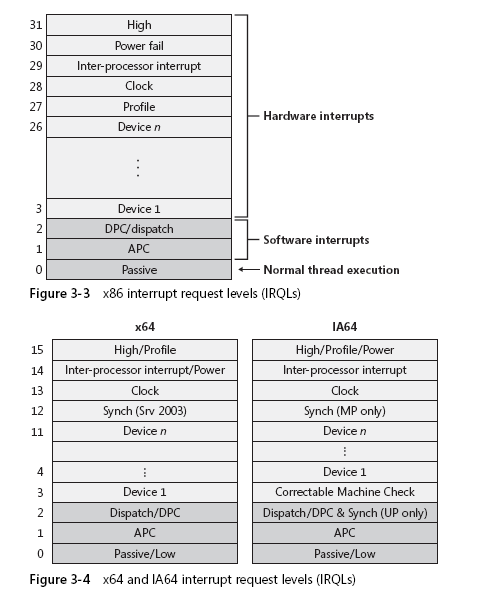 31 High
30 Power fail
29 Inter-processor interrupt
28 Clock
27 Profile
26 Device n
Hardware interrupts
3 Device 1
2 DPC/dispatch
1 APC
Software interrupts
0 Passive
Normal thread execution
Figure 3-3 x86 interrupt request levels (IRQLs)
x64 IA64
15 High/Profile High/Profile/Power
14 Inter-processor interrupt/Power Inter-processor interrupt
13 Clock Clock
12 Synch (Srv 2003) Synch (MP only)
11 Device n Device n
4 Device 1
3 Device 1 Correctable Machine Check
2 Dispatch/DPC Dispatch/DPC & Synch (UP only)
1 APC APC
0 Passive/Low Passive/Low
Figure 3-4 x64 and IA64 interrupt request levels (IRQLs)